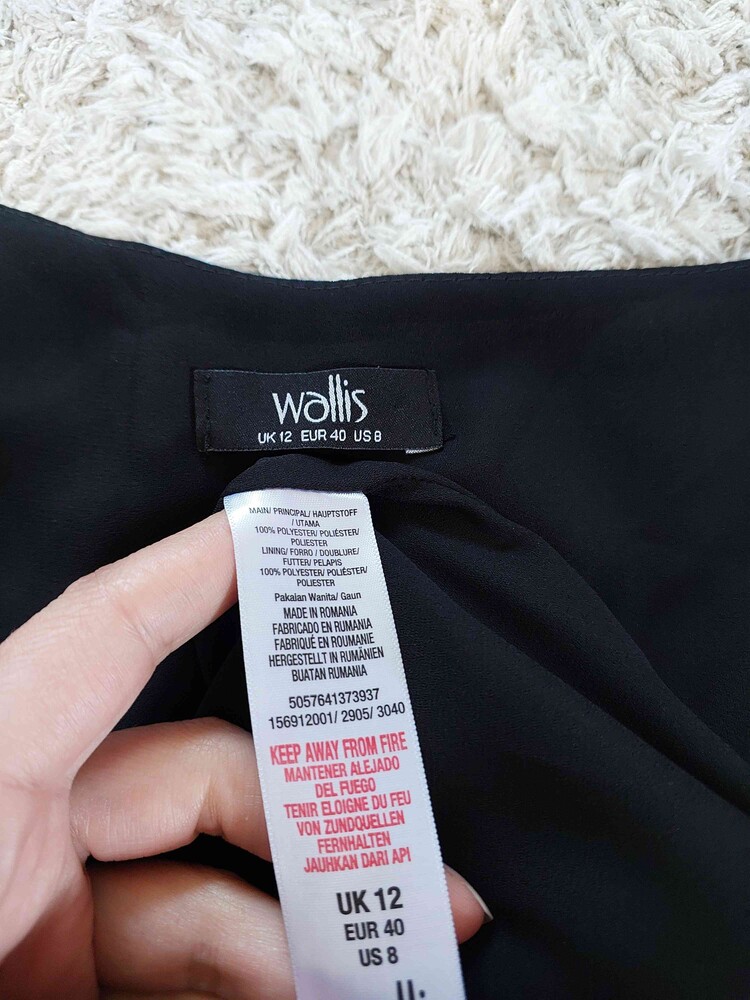 wallis
UK 12 EUR 40 US 8
MAIN/ PRINCIPAL/ HAUPTSTOFF
/ UTAMA
100% POLYESTER/ POLIÉSTER/
POLIESTER
LINING/ FORRO / DOUBLURE/
FUTTER/ PELAPIS
100% POLYESTER/ POLIÉSTER/
POLIESTER
Pakaian Wanita/ Gaun
MADE IN ROMANIA
FABRICADO EN RUMANIA
FABRIQUÉ EN ROUMANIE
HERGESTELLT IN RUMÄNIEN
BUATAN RUMANIA
5057641373937
156912001/ 2905/ 3040
KEEP AWAY FROM FIRE
MANTENER ALEJADO
DEL FUEGO
TENIR ELOIGNE DU FEU
VON ZUNDQUELLEN
FERNHALTEN
JAUHKAN DARI API
UK 12
EUR 40
US 8